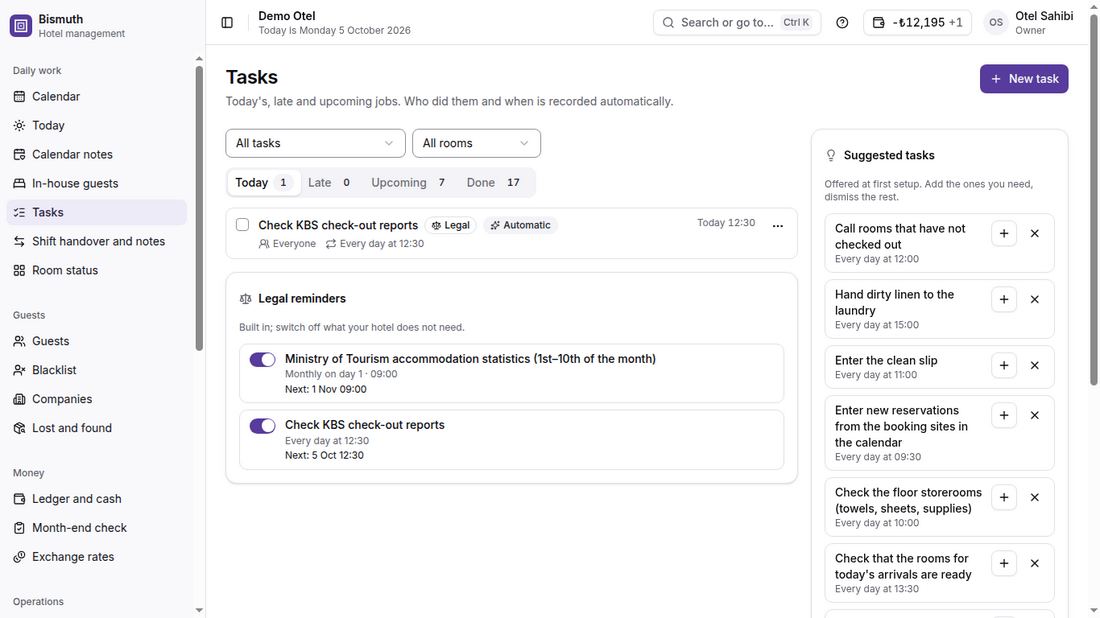 Bismuth
Hotel management
Daily work
Calendar
Today
Calendar notes
In-house guests
Tasks
Shift handover and notes
Room status
Guests
Guests
Blacklist
Companies
Lost and found
Money
Ledger and cash
Month-end check
Exchange rates
Operations
Demo Otel
Today is Monday 5 October 2026
Search or go to... Ctrl K
-₺12,195 +1
OS
Otel Sahibi
Owner
Tasks
Today's, late and upcoming jobs. Who did them and when is recorded automatically.
New task
All tasks
All rooms
Today 1
Late 0
Upcoming 7
Done 17
Check KBS check-out reports Legal Automatic
Everyone Every day at 12:30
Today 12:30
Legal reminders
Built in; switch off what your hotel does not need.
Ministry of Tourism accommodation statistics (1st–10th of the month)
Monthly on day 1 · 09:00
Next: 1 Nov 09:00
Check KBS check-out reports
Every day at 12:30
Next: 5 Oct 12:30
Suggested tasks
Offered at first setup. Add the ones you need,
dismiss the rest.
Call rooms that have not
checked out
Every day at 12:00
Hand dirty linen to the
laundry
Every day at 15:00
Enter the clean slip
Every day at 11:00
Enter new reservations
from the booking sites in
the calendar
Every day at 09:30
Check the floor storerooms
(towels, sheets, supplies)
Every day at 10:00
Check that the rooms for
today's arrivals are ready
Every day at 13:30